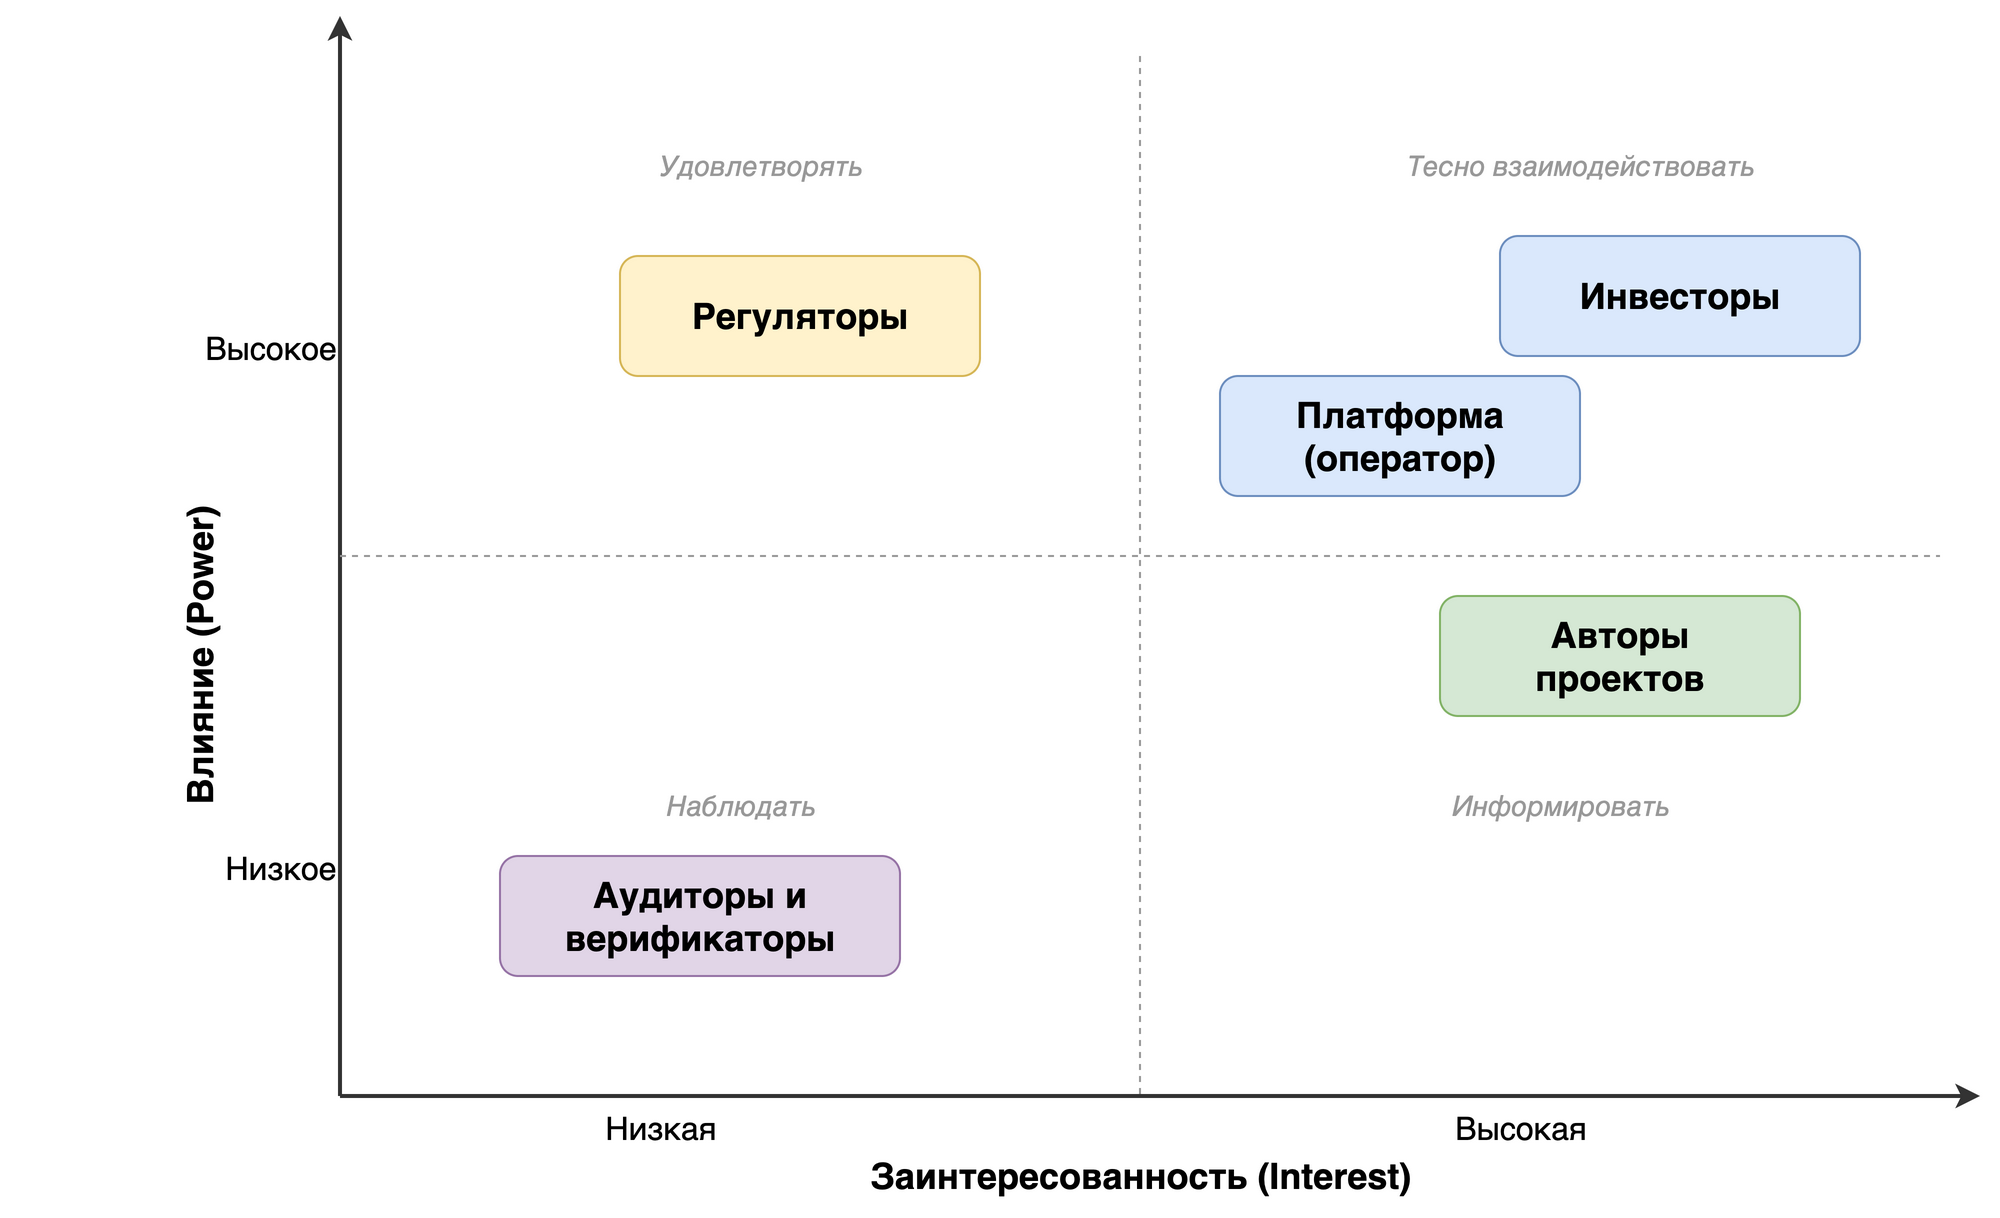 Удовлетворять
Тесно взаимодействовать
Регуляторы
Инвесторы
Высокое
Платформа
(оператор)
Влияние (Power)
Авторы
проектов
Наблюдать
Информировать
Низкое
Аудиторы и
верификаторы
Низкая
Высокая
Заинтересованность (Interest)